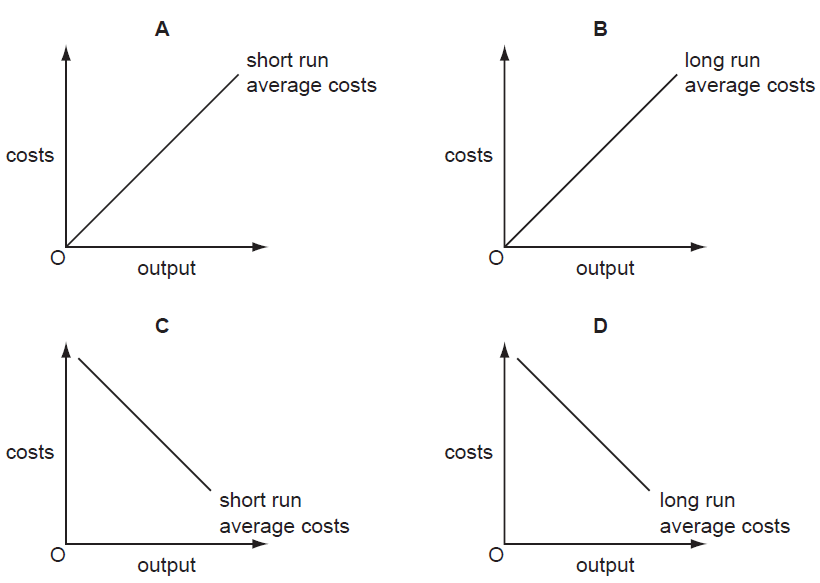 A
short run
average costs
costs
O
output
B
long run
average costs
costs
O
output
C
costs
short run
average costs
O
output
D
costs
long run
average costs
O
output